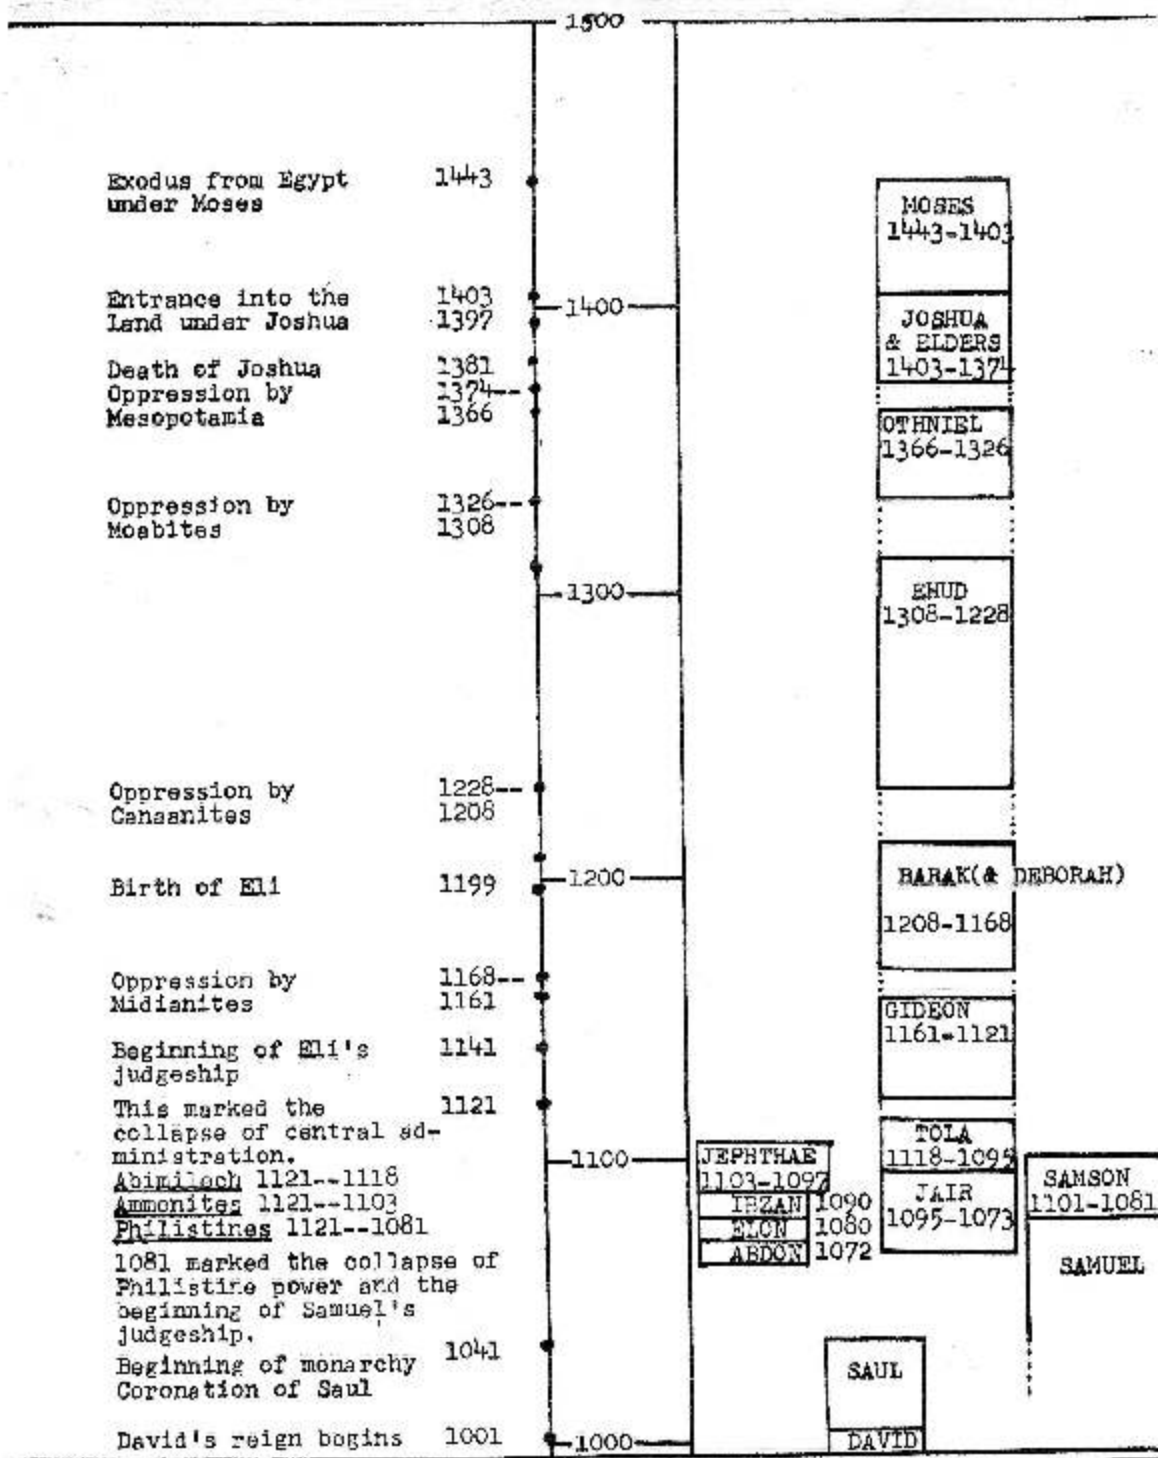 1500
Exodus from Egypt 1443
under Moses
MOSES
1443-1403
Entrance into the 1403
Land under Joshua 1397
1400
JOSHUA
& ELDERS
1403-1374
Death of Joshua 1381
Oppression by 1374--
Mesopotamia 1366
OTHNIEL
1366-1326
Oppression by 1326--
Moabites 1308
1300
EHUD
1308-1228
Oppression by 1228--
Canaanites 1208
Birth of Eli 1199
1200
BARAK(& DEBORAH)
1208-1168
Oppression by 1168--
Midianites 1161
GIDEON
1161-1121
Beginning of Eli's 1141
judgeship
This marked the 1121
collapse of central ad-
ministration.
Abimilech 1121--1118
Ammonites 1121--1103
Philistines 1121--1081
1100
JEPHTHAE
1103-1097
IBZAN 1090
ELON 1080
ABDON 1072
TOLA
1118-1095
JAIR
1095-1073
SAMSON
1101-1081
SAMUEL
1081 marked the collapse of
Philistine power and the
beginning of Samuel's
judgeship.
1041
Beginning of monarchy
Coronation of Saul
SAUL
David's reign begins 1001
1000
DAVID